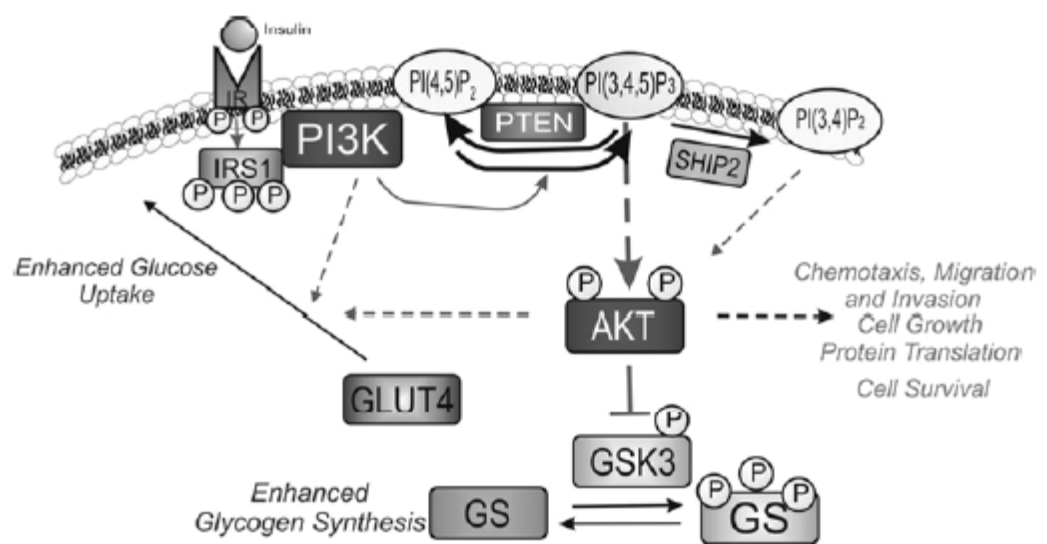 Insulin
IR
P P
IRS1
P P P
PI3K
PI(4,5)P2
PTEN
PI(3,4,5)P3
SHIP2
PI(3,4)P2
Enhanced Glucose
Uptake
GLUT4
P P
AKT
Chemotaxis, Migration
and Invasion
Cell Growth
Protein Translation
Cell Survival
P
GSK3
Enhanced
Glycogen Synthesis
GS
P P P
GS